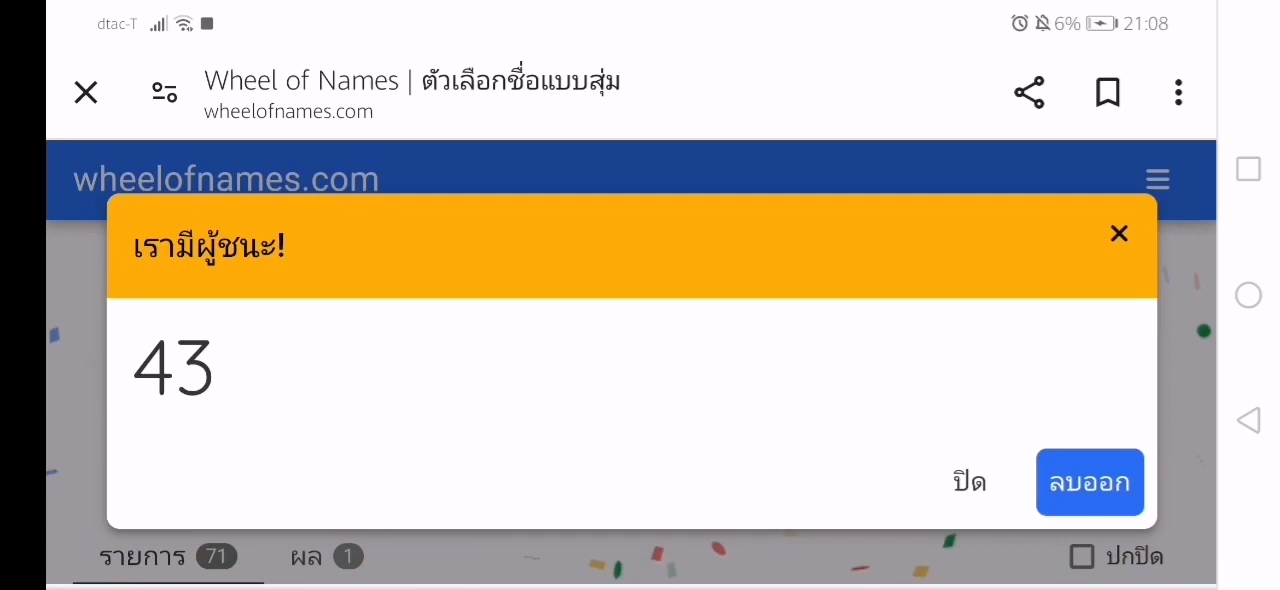 dtac-T 6% 21:08
Wheel of Names | ตัวเลือกชื่อแบบสุ่ม
wheelofnames.com
wheelofnames.com
เรามีผู้ชนะ!
43
ปิด ลบออก
รายการ 71 ผล 1 ปกปิด